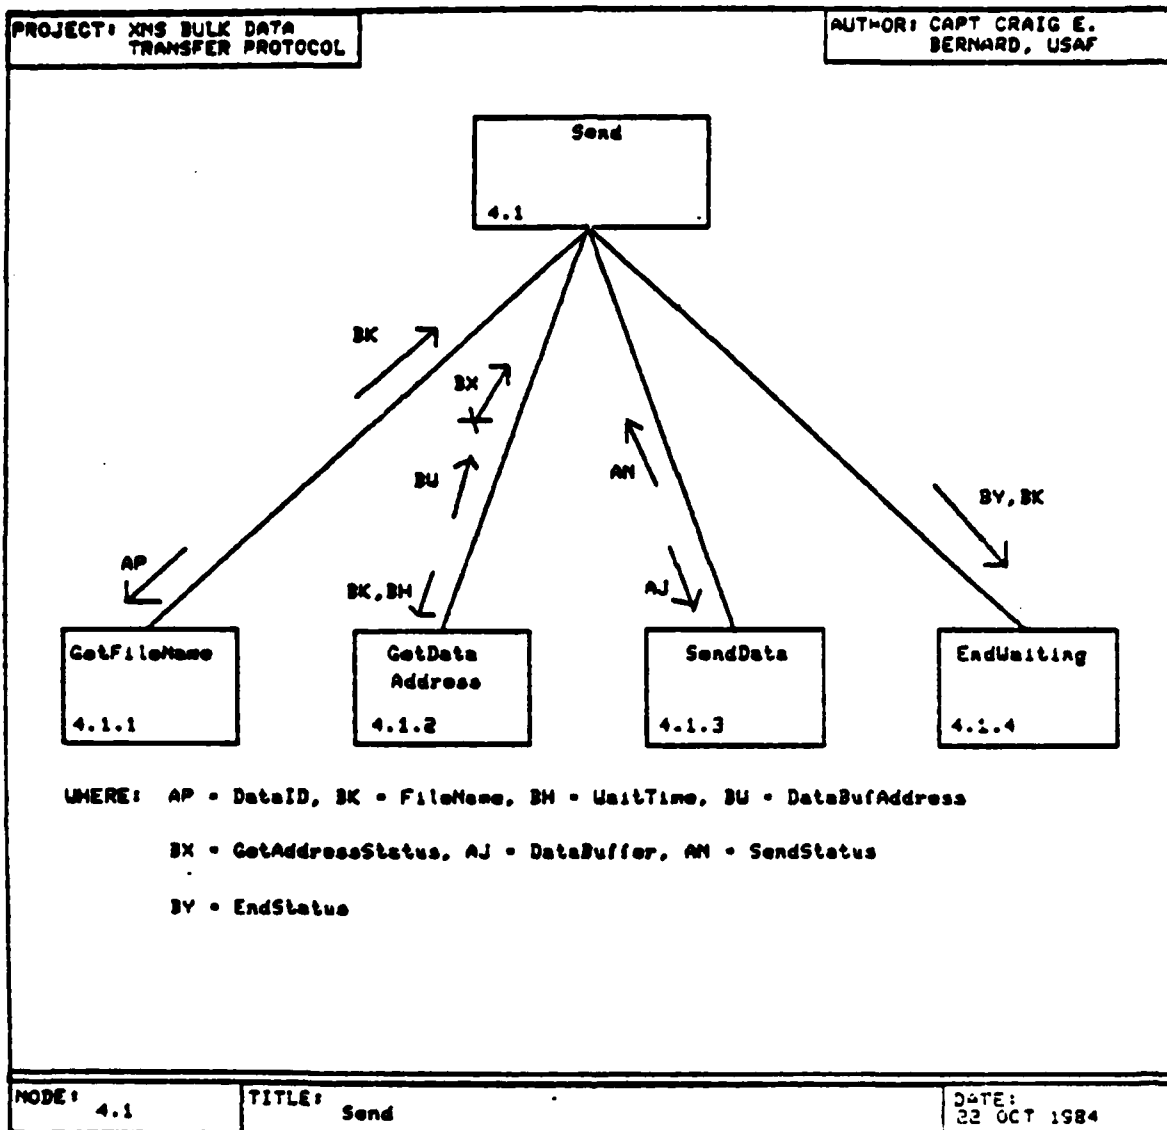 PROJECT: XNS BULK DATA
TRANSFER PROTOCOL
AUTHOR: CAPT CRAIG E.
BERNARD, USAF
Send
4.1
BK
BX
BW
AN
BY,BK
AP
BK,BH
AJ
GetFileName
4.1.1
GetData
Address
4.1.2
SendData
4.1.3
EndWaiting
4.1.4
WHERE: AP = DataID, BK = FileName, BH = WaitTime, BW = DataBufAddress
BX = GetAddressStatus, AJ = DataBuffer, AN = SendStatus
BY = EndStatus
NODE: 4.1
TITLE: Send
DATE:
22 OCT 1984